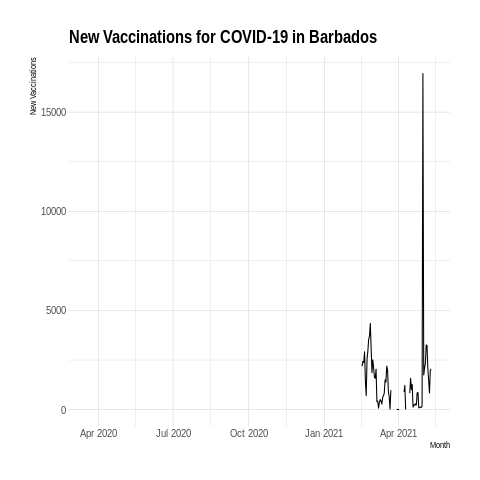 New Vaccinations for COVID-19 in Barbados
New Vaccinations
15000
10000
5000
0
Apr 2020 Jul 2020 Oct 2020 Jan 2021 Apr 2021
Month